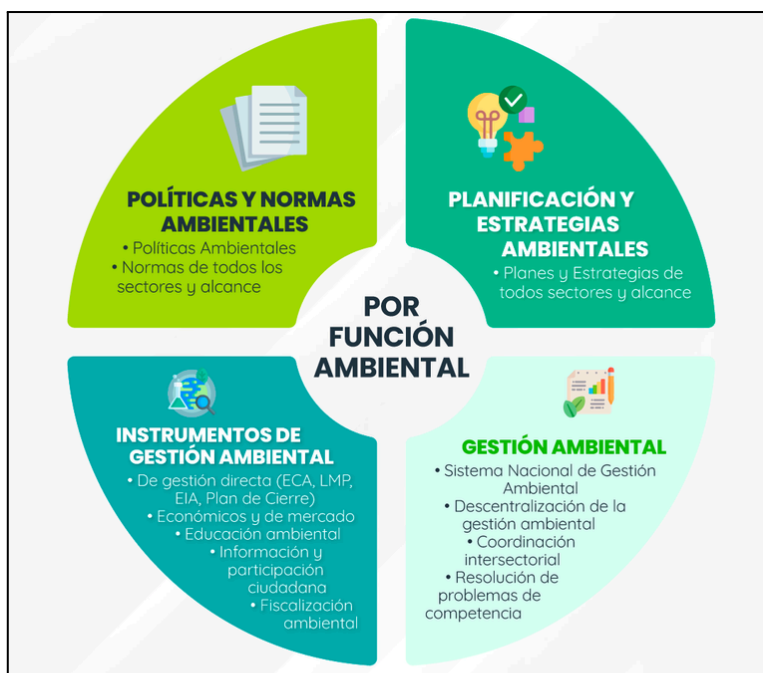 POLÍTICAS Y NORMAS
AMBIENTALES
• Políticas Ambientales
• Normas de todos los
sectores y alcance
PLANIFICACIÓN Y
ESTRATEGIAS
AMBIENTALES
• Planes y Estrategias de
todos sectores y alcance
POR
FUNCIÓN
AMBIENTAL
INSTRUMENTOS DE
GESTIÓN AMBIENTAL
• De gestión directa (ECA, LMP,
EIA, Plan de Cierre)
• Económicos y de mercado
• Educación ambiental
• Información y
participación
ciudadana
• Fiscalización
ambiental
GESTIÓN AMBIENTAL
• Sistema Nacional de Gestión
Ambiental
• Descentralización de la
gestión ambiental
• Coordinación
intersectorial
• Resolución de
problemas de
competencia